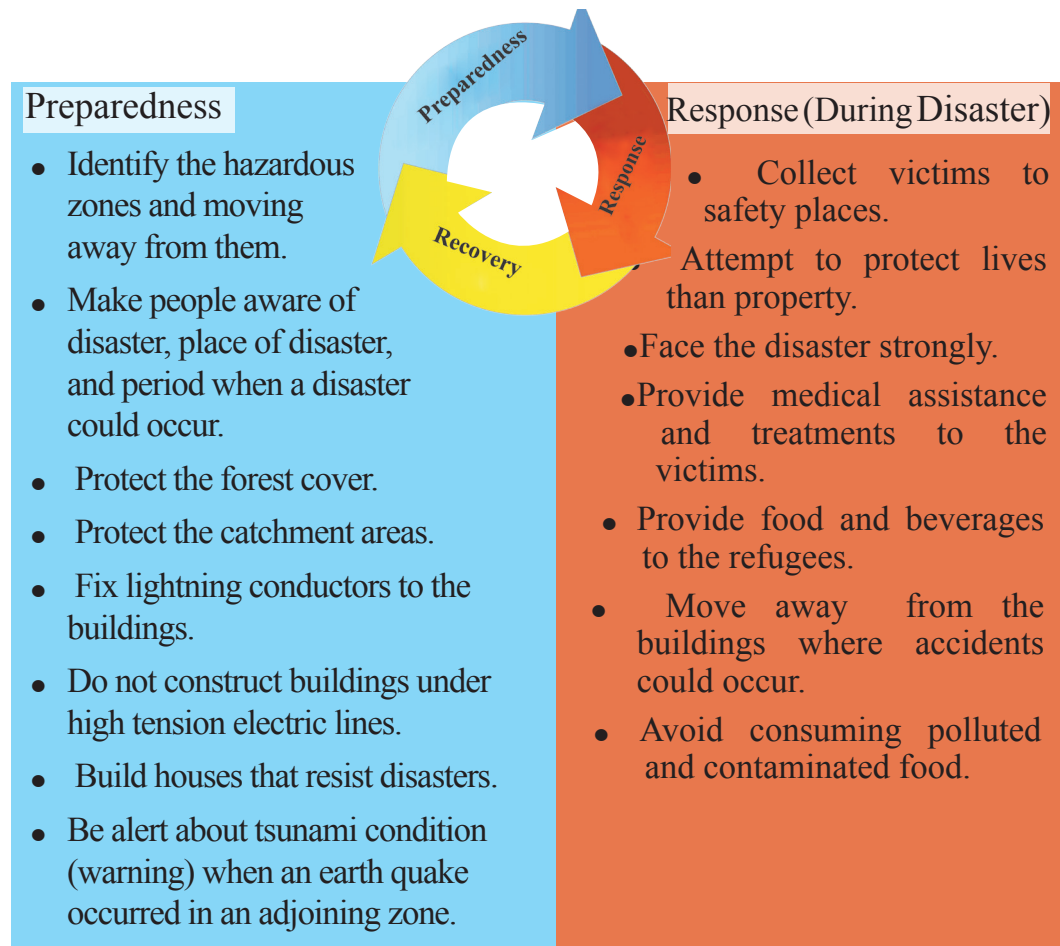 Preparedness
Response
Recovery
Preparedness
• Identify the hazardous
zones and moving
away from them.
• Make people aware of
disaster, place of disaster,
and period when a disaster
could occur.
• Protect the forest cover.
• Protect the catchment areas.
• Fix lightning conductors to the
buildings.
• Do not construct buildings under
high tension electric lines.
• Build houses that resist disasters.
• Be alert about tsunami condition
(warning) when an earth quake
occurred in an adjoining zone.
Response (During Disaster)
• Collect victims to
safety places.
• Attempt to protect lives
than property.
• Face the disaster strongly.
• Provide medical assistance
and treatments to the
victims.
• Provide food and beverages
to the refugees.
• Move away from the
buildings where accidents
could occur.
• Avoid consuming polluted
and contaminated food.